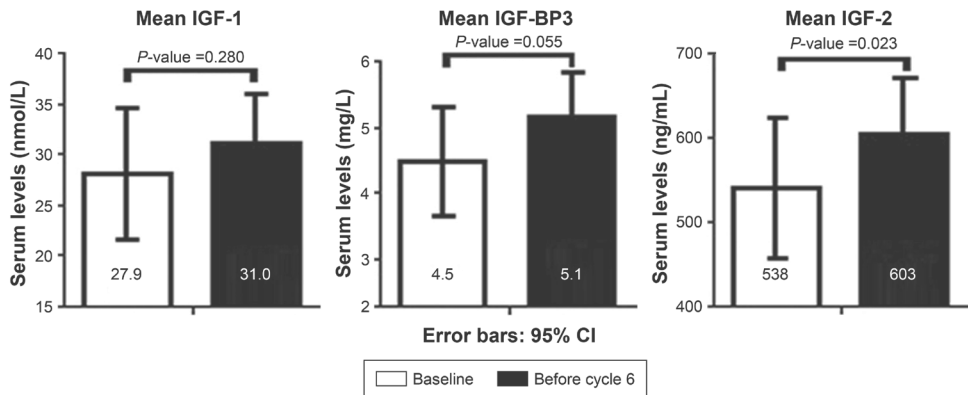 Mean IGF-1
P-value =0.280
Serum levels (nmol/L)
40
35
30
25
20
15
27.9
31.0
Mean IGF-BP3
P-value =0.055
Serum levels (mg/L)
6
5
4
3
2
4.5
5.1
Mean IGF-2
P-value =0.023
Serum levels (ng/mL)
700
600
500
400
538
603
Error bars: 95% CI
Baseline
Before cycle 6